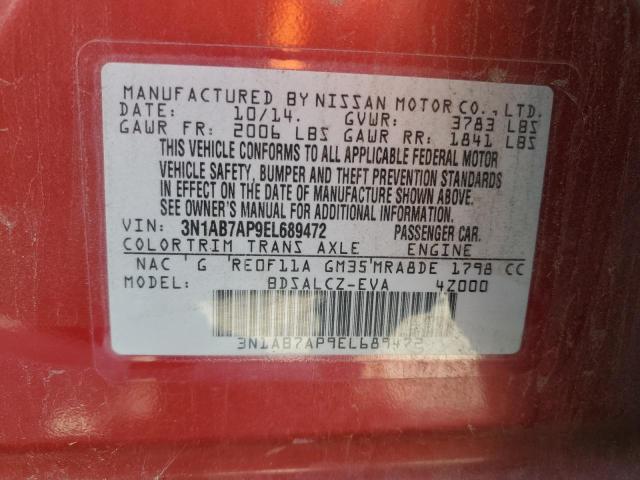 MANUFACTURED BY NISSAN MOTOR CO., LTD.
DATE: 10/14. GVWR: 3783 LBS
GAWR FR: 2006 LBS GAWR RR: 1841 LBS
THIS VEHICLE CONFORMS TO ALL APPLICABLE FEDERAL MOTOR
VEHICLE SAFETY, BUMPER AND THEFT PREVENTION STANDARDS
IN EFFECT ON THE DATE OF MANUFACTURE SHOWN ABOVE.
SEE OWNER'S MANUAL FOR ADDITIONAL INFORMATION.
VIN: 3N1AB7AP9EL689472 PASSENGER CAR.
COLOR TRIM TRANS AXLE ENGINE
NAC 'G 'RE0F11A GM35'MRA8DE 1798 CC
MODEL: BDSALCZ-EVA 4Z000
3N1AB7AP9EL689472